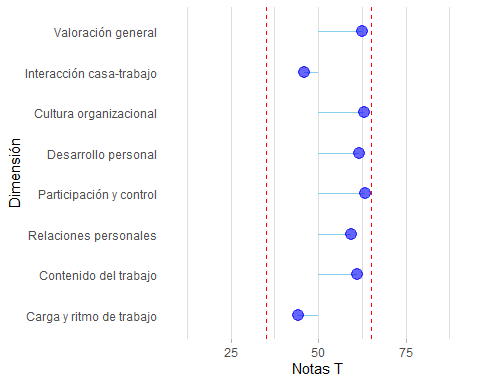 Valoración general
Interacción casa-trabajo
Cultura organizacional
Desarrollo personal
Participación y control
Relaciones personales
Contenido del trabajo
Carga y ritmo de trabajo
Dimensión
25 50 75
Notas T